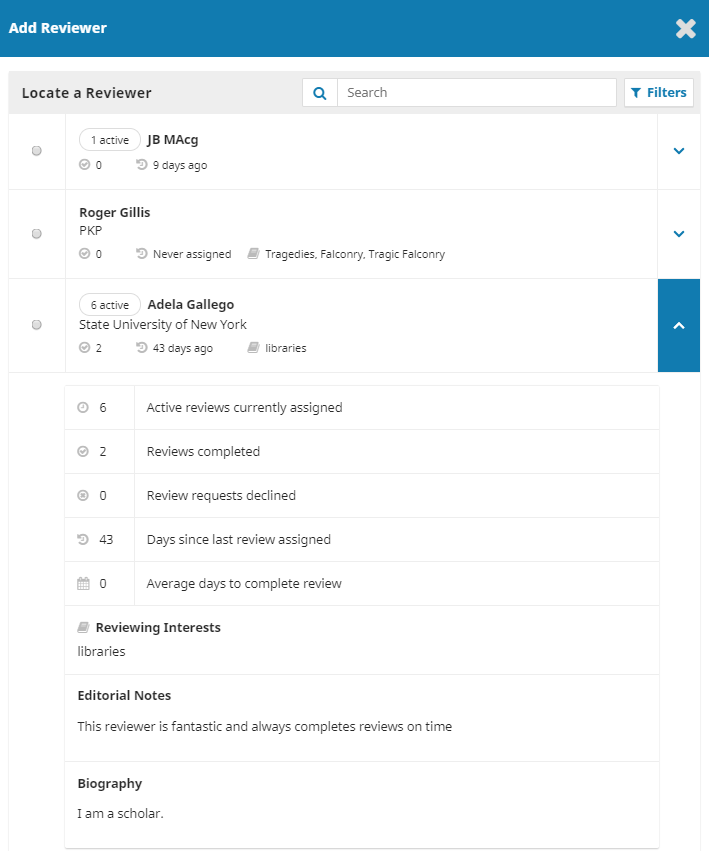 Add Reviewer
Locate a Reviewer
Search
Filters
1 active JB MAcg
0 9 days ago
Roger Gillis
PKP
0 Never assigned Tragedies, Falconry, Tragic Falconry
6 active Adela Gallego
State University of New York
2 43 days ago libraries
6 Active reviews currently assigned
2 Reviews completed
0 Review requests declined
43 Days since last review assigned
0 Average days to complete review
Reviewing Interests
libraries
Editorial Notes
This reviewer is fantastic and always completes reviews on time
Biography
I am a scholar.